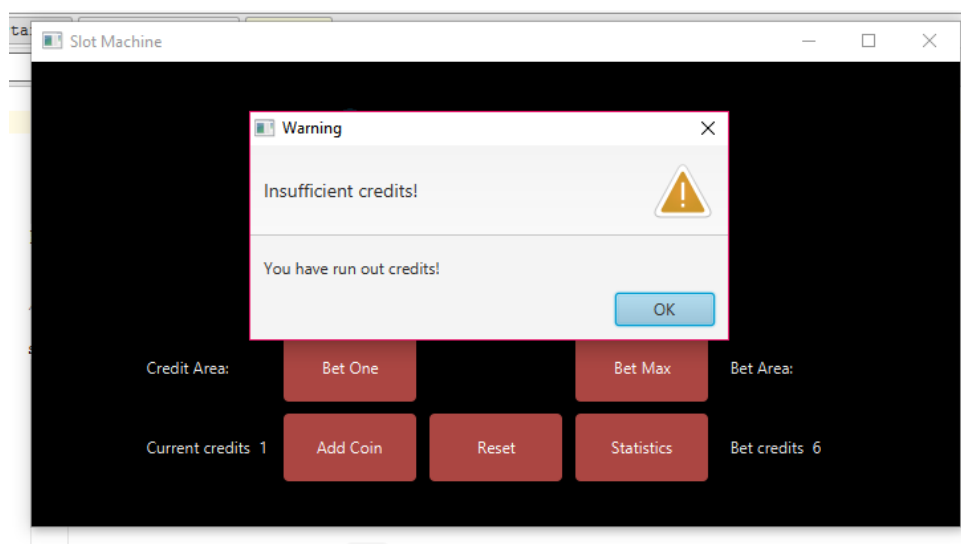 ta
Slot Machine
Warning
Insufficient credits!
You have run out credits!
OK
Credit Area:
Bet One
Bet Max
Bet Area:
Current credits 1
Add Coin
Reset
Statistics
Bet credits 6